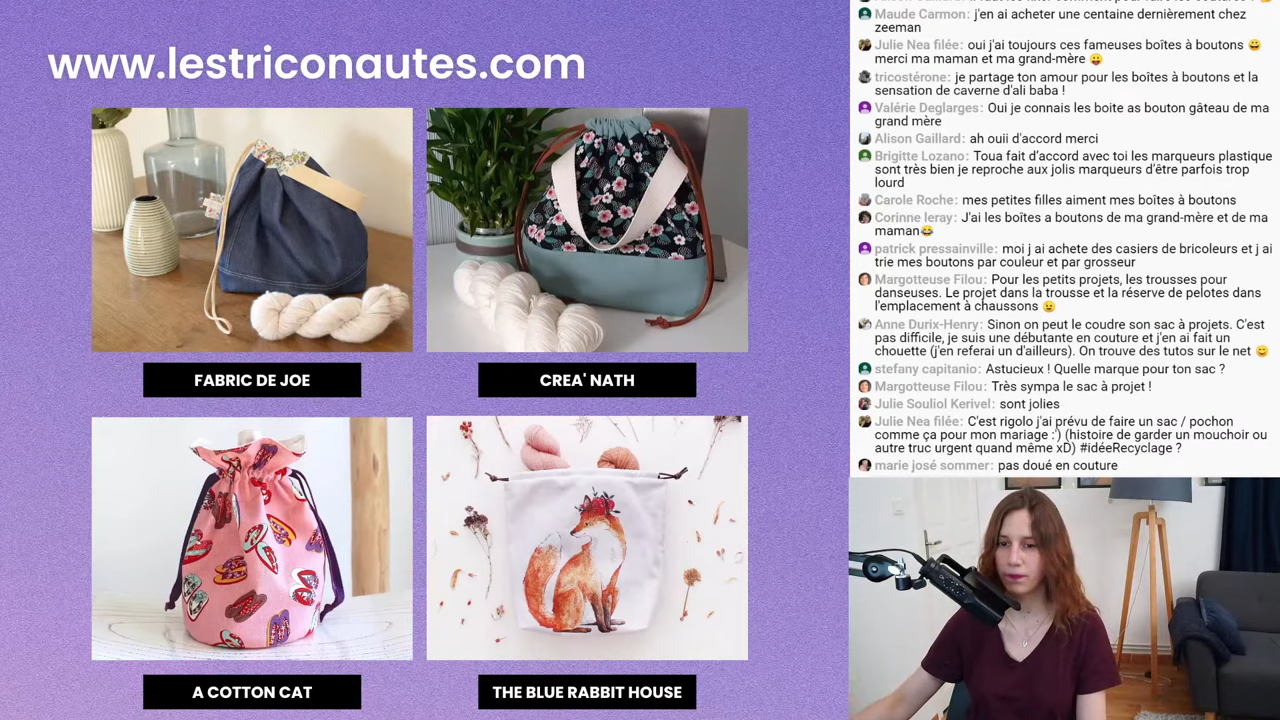 www.lestriconautes.com
FABRIC DE JOE
CREA' NATH
A COTTON CAT
THE BLUE RABBIT HOUSE
Maude Carmon: j'en ai acheter une centaine dernièrement chez
zeeman
Julie Nea filée: oui j'ai toujours ces fameuses boîtes à boutons 😀
merci ma maman et ma grand-mère 😛
tricostérone: je partage ton amour pour les boîtes à boutons et la
sensation de caverne d'ali baba !
Valérie Deglarges: Oui je connais les boite as bouton gâteau de ma
grand mère
Alison Gaillard: ah ouii d'accord merci
Brigitte Lozano: Toua fait d'accord avec toi les marqueurs plastique
sont très bien je reproche aux jolis marqueurs d'être parfois trop
lourd
Carole Roche: mes petites filles aiment mes boîtes à boutons
Corinne leray: J'ai les boîtes a boutons de ma grand-mère et de ma
maman😂
patrick pressainville: moi j ai achete des casiers de bricoleurs et j ai
trie mes boutons par couleur et par grosseur
Margotteuse Filou: Pour les petits projets, les trousses pour
danseuses. Le projet dans la trousse et la réserve de pelotes dans
l'emplacement à chaussons 😉
Anne Durix-Henry: Sinon on peut le coudre son sac à projets. C'est
pas difficile, je suis une débutante en couture et j'en ai fait un
chouette (j'en referai un d'ailleurs). On trouve des tutos sur le net 😊
stefany capitanio: Astucieux ! Quelle marque pour ton sac ?
Margotteuse Filou: Très sympa le sac à projet !
Julie Souliol Kerivel: sont jolies
Julie Nea filée: C'est rigolo j'ai prévu de faire un sac / pochon
comme ça pour mon mariage :') (histoire de garder un mouchoir ou
autre truc urgent quand même xD) #idéeRecyclage ?
marie josé sommer: pas doué en couture